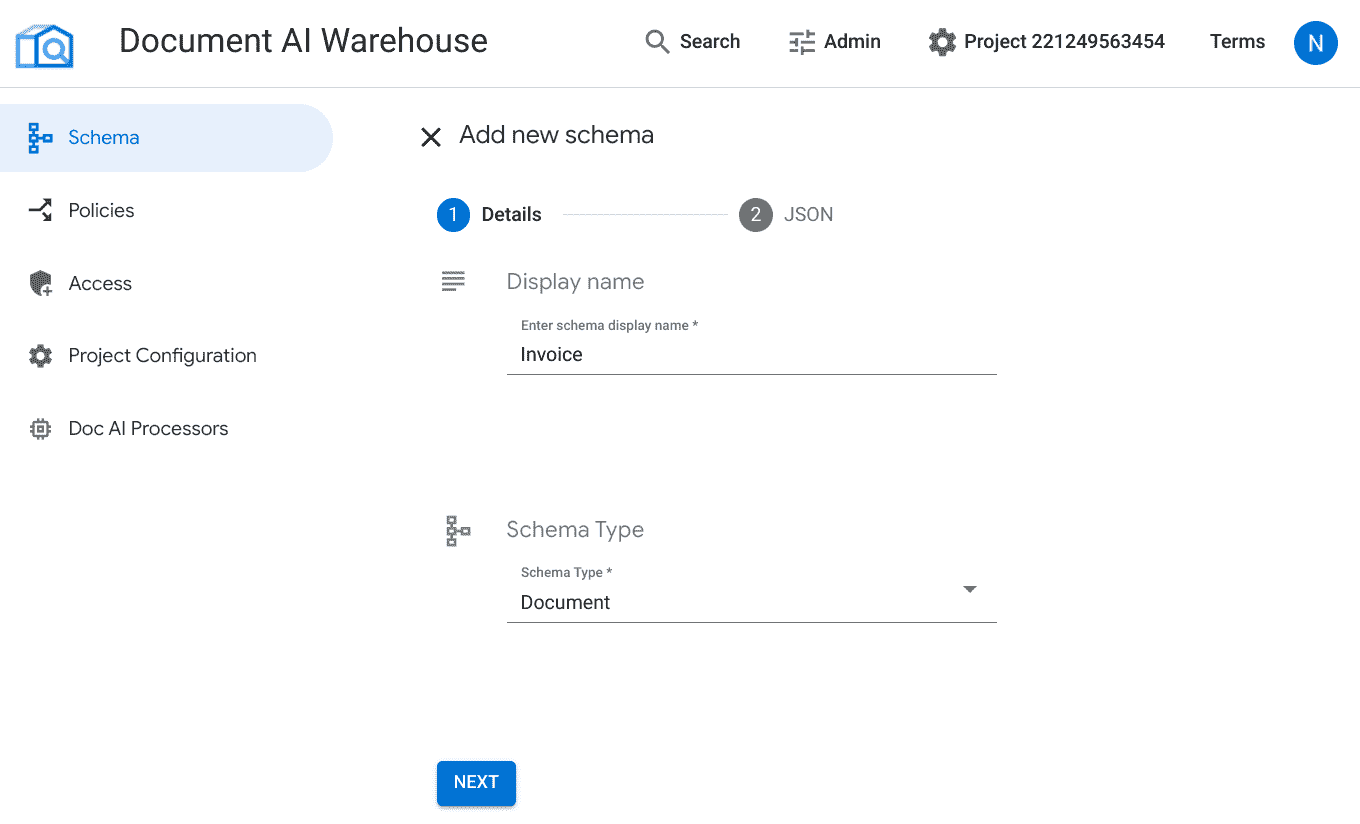 Document AI Warehouse
Search
Admin
Project 221249563454
Terms
N
Schema
Policies
Access
Project Configuration
Doc AI Processors
Add new schema
1 Details
2 JSON
Display name
Enter schema display name *
Invoice
Schema Type
Schema Type *
Document
NEXT